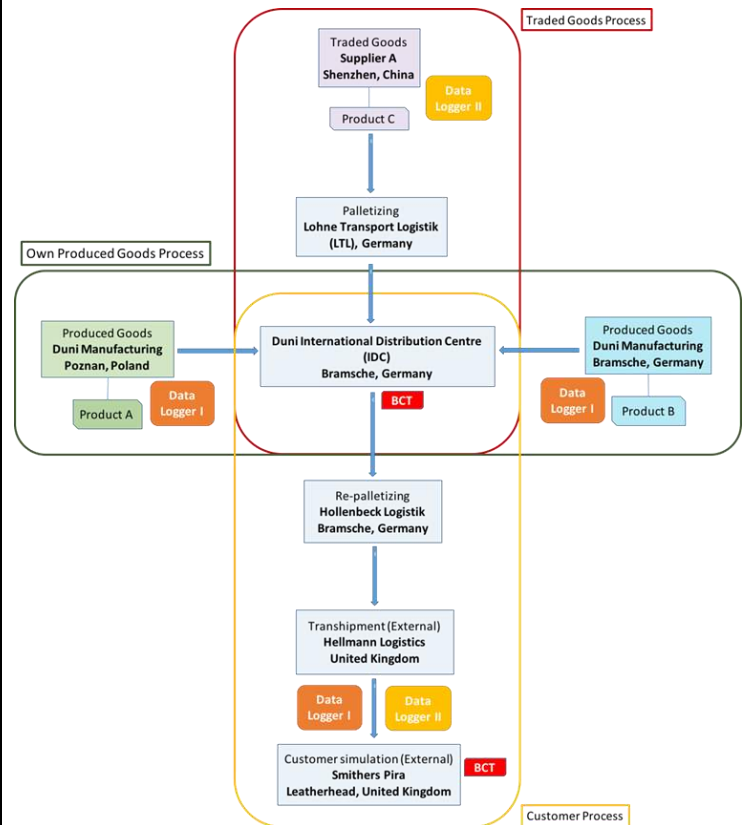 Traded Goods Process
Traded Goods
Supplier A
Shenzhen, China
Data
Logger II
Product C
Palletizing
Lohne Transport Logistik
(LTL), Germany
Own Produced Goods Process
Produced Goods
Duni Manufacturing
Poznan, Poland
Data
Logger I
Product A
Duni International Distribution Centre
(IDC)
Bramsche, Germany
BCT
Produced Goods
Duni Manufacturing
Bramsche, Germany
Data
Logger I
Product B
Re-palletizing
Hollenbeck Logistik
Bramsche, Germany
Transhipment (External)
Hellmann Logistics
United Kingdom
Data
Logger I
Data
Logger II
Customer simulation (External)
Smithers Pira
Leatherhead, United Kingdom
BCT
Customer Process